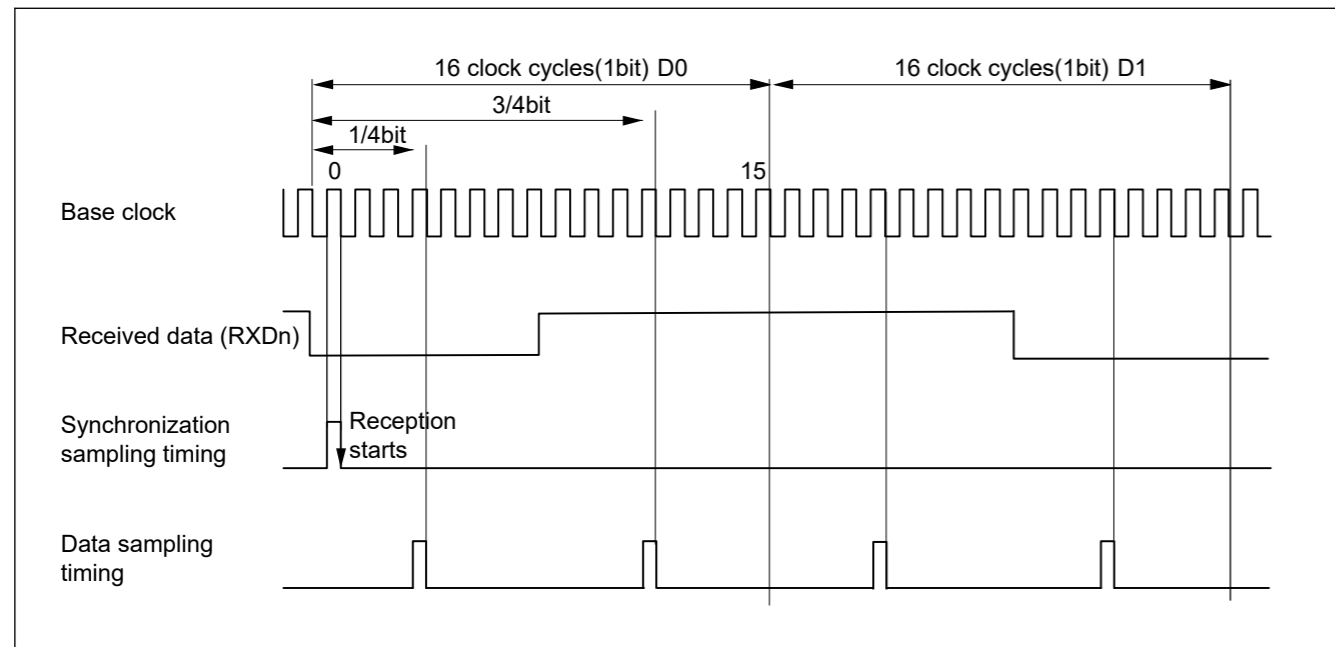 16 clock cycles(1bit) D0
16 clock cycles(1bit) D1
3/4bit
1/4bit
0
15
Base clock
Received data (RXDn)
Synchronization
sampling timing
Reception
starts
Data sampling
timing